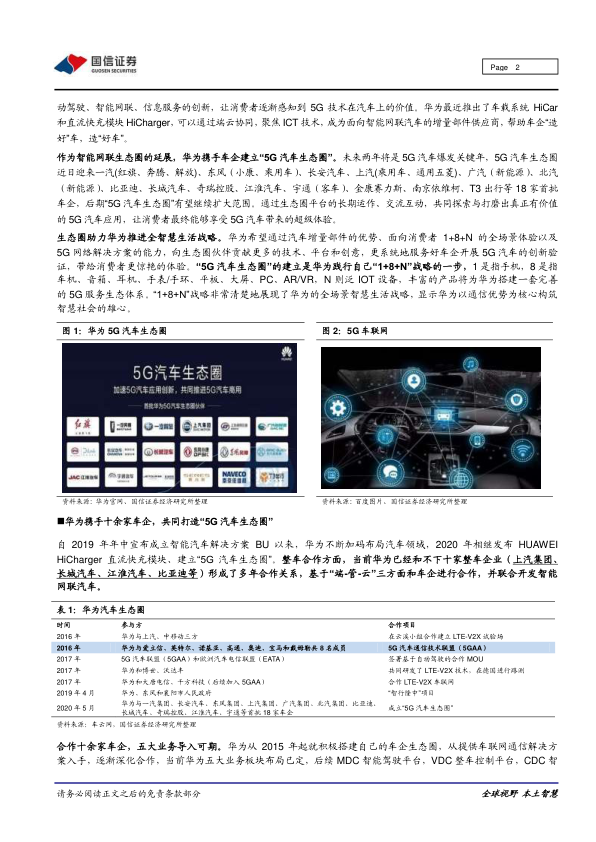 国信证券
GUOSEN SECURITIES
Page 2
动驾驶、智能网联、信息服务的创新，让消费者逐渐感知到 5G 技术在汽车上的价值。华为最近推出了车载系统 HiCar
和直流快充模块 HiCharger，可以通过端云协同，聚焦 ICT 技术，成为面向智能网联汽车的增量部件供应商，帮助车企“造
好”车，造“好车”。
作为智能网联生态圈的延展，华为携手车企建立“5G 汽车生态圈”。未来两年将是 5G 汽车爆发关键年，5G 汽车生态圈
近日迎来一汽(红旗、奔腾、解放)、东风（小康、乘用车）、长安汽车、上汽(乘用车、通用五菱)、广汽（新能源）、北汽
（新能源）、比亚迪、长城汽车、奇瑞控股、江淮汽车、宇通（客车）、金康赛力斯、南京依维柯、T3 出行等 18 家首批
车企，后期“5G 汽车生态圈”有望继续扩大范围。通过生态圈平台的长期运作、交流互动，共同探索与打磨出真正有价值
的 5G 汽车应用，让消费者最终能够享受 5G 汽车带来的超级体验。
生态圈助力华为推进全智慧生活战略。华为希望通过汽车增量部件的优势、面向消费者 1+8+N 的全场景体验以及
5G 网络解决方案的能力，向生态圈伙伴贡献更多的技术、平台和创意，更系统地服务好车企开展 5G 汽车的创新验
证，带给消费者更惊艳的体验。“5G 汽车生态圈”的建立是华为践行自己“1+8+N”战略的一步，1 是指手机，8 是指
车机、音箱、耳机、手表/手环、平板、大屏、PC、AR/VR，N 则泛 IOT 设备，丰富的产品将为华为搭建一套完善
的 5G 服务生态体系。“1+8+N”战略非常清楚地展现了华为的全场景智慧生活战略，显示华为以通信优势为核心构筑
智慧社会的雄心。
图 1：华为 5G 汽车生态圈
图 2：5G 车联网
HUAWEI
5G汽车生态圈
加速5G汽车应用创新，共同推进5G汽车商用
首批华为5G汽车生态圈伙伴
NAVECO
资料来源：华为官网、国信证券经济研究所整理
资料来源：百度图片、国信证券经济研究所整理
■华为携手十余家车企，共同打造“5G 汽车生态圈”
自 2019 年年中宣布成立智能汽车解决方案 BU 以来，华为不断加码布局汽车领域，2020 年相继发布 HUAWEI
HiCharger 直流快充模块、建立“5G 汽车生态圈”。整车合作方面，当前华为已经和不下十家整车企业（上汽集团、
长城汽车、江淮汽车、比亚迪等）形成了多年合作关系，基于“端-管-云”三方面和车企进行合作，并联合开发智能
网联汽车。
表 1：华为汽车生态圈
时间 参与方 合作项目
2016 年 华为与上汽、中移动三方 在云溪小组合作建立 LTE-V2X 试验场
2016 年 华为与爱立信、英特尔、诺基亚、高通、奥迪、宝马和戴姆勒共 8 名成员 5G 汽车通信技术联盟（5GAA）
2017 年 5G 汽车联盟（5GAA）和欧洲汽车电信联盟（EATA） 签署基于自动驾驶的合作 MOU
2017 年 华为和博世、沃达丰 共同研发了 LTE-V2X 技术，在德国进行路测
2017 年 华为和大唐电信、千方科技（后续加入 5GAA） 合作 LTE-V2X 车联网
2019 年 4 月 华为、东风和襄阳市人民政府 “智行隆中”项目
2020 年 5 月 华为与一汽集团、长安汽车、东风集团、上汽集团、广汽集团、北汽集团、比亚迪、
长城汽车、奇瑞控股、江淮汽车、宇通等首批 18 家车企 成立“5G 汽车生态圈”
资料来源：车云网、国信证券经济研究所整理
合作十余家车企，五大业务导入可期。华为从 2015 年起就积极搭建自己的车企生态圈，从提供车联网通信解决方
案入手，逐渐深化合作，当前华为五大业务板块布局已定，后续 MDC 智能驾驶平台，VDC 整车控制平台，CDC 智
请务必阅读正文之后的免责条款部分
全球视野 本土智慧